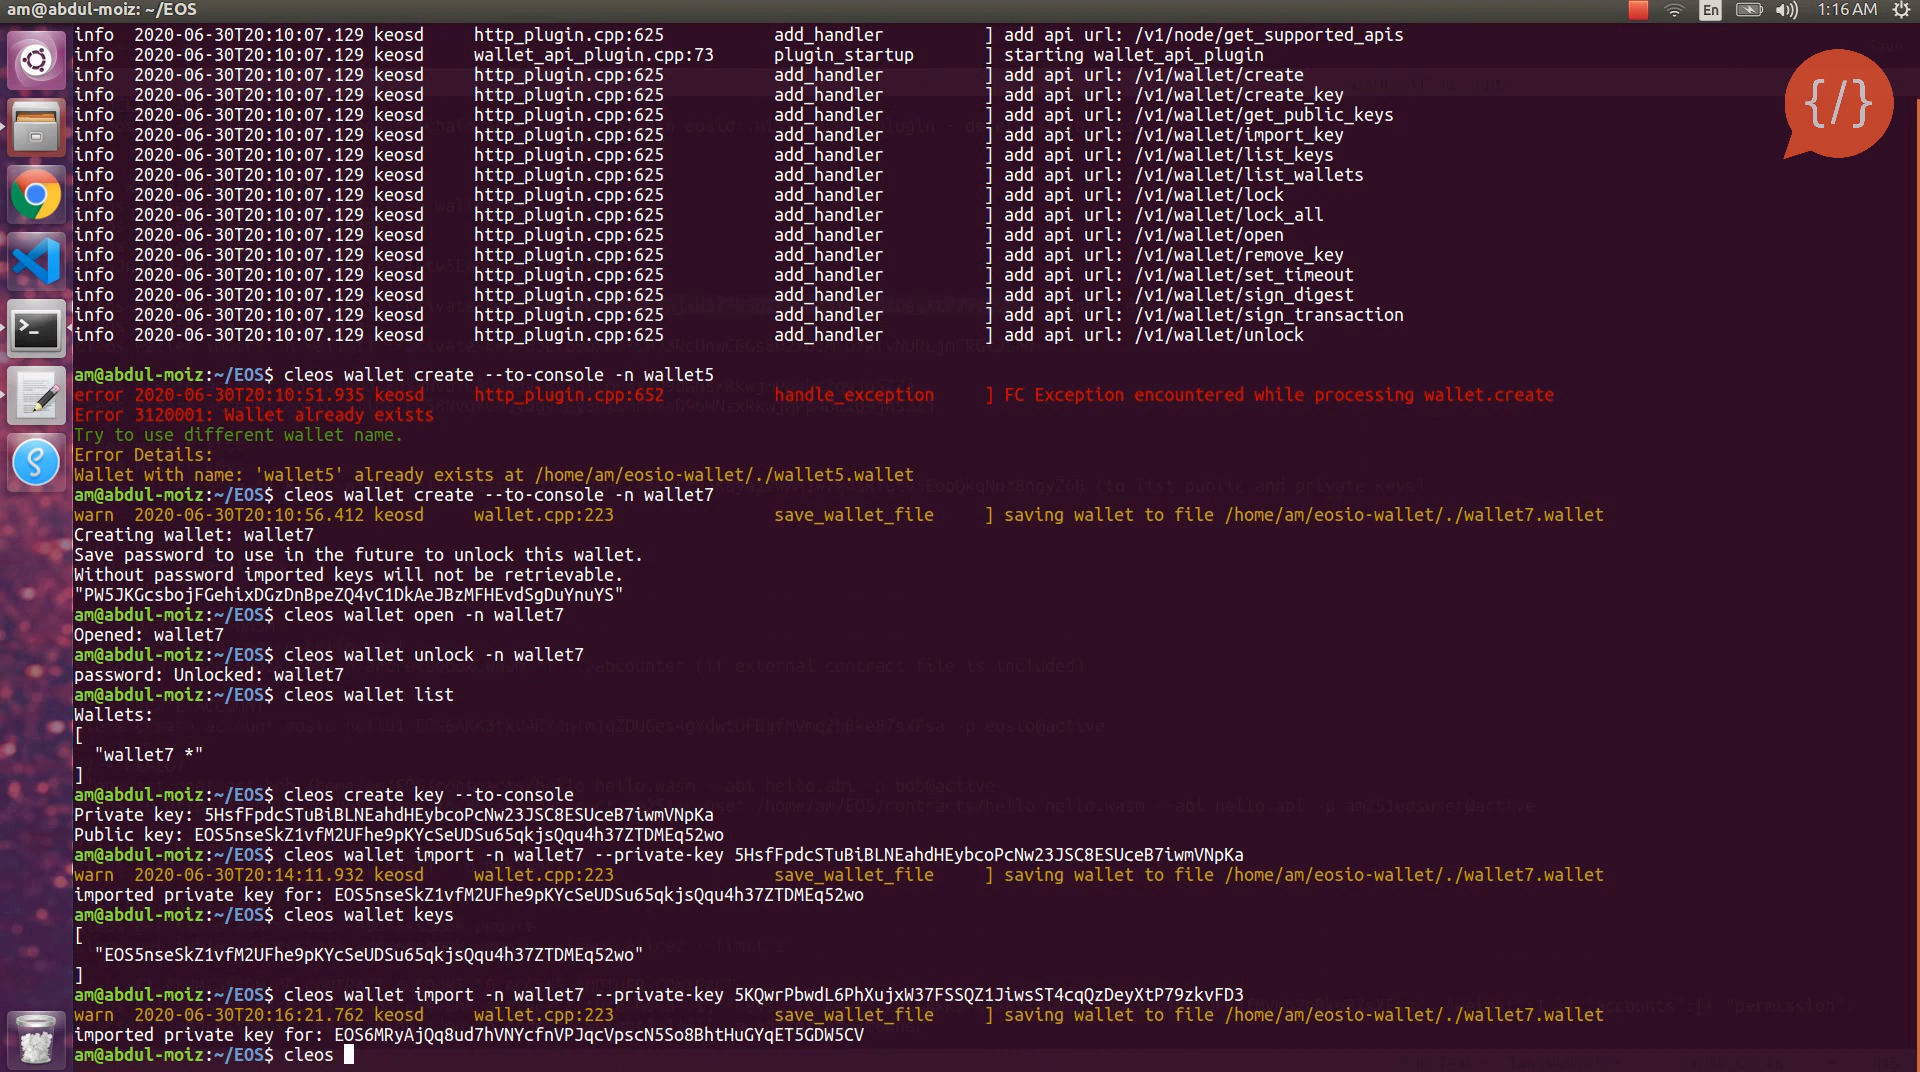 am@abdul-moiz: ~/EOS
En
1:16 AM
info 2020-06-30T20:10:07.129 keosd http_plugin.cpp:625 add_handler ] add api url: /v1/node/get_supported_apis
info 2020-06-30T20:10:07.129 keosd wallet_api_plugin.cpp:73 plugin_startup ] starting wallet_api_plugin
info 2020-06-30T20:10:07.129 keosd http_plugin.cpp:625 add_handler ] add api url: /v1/wallet/create
info 2020-06-30T20:10:07.129 keosd http_plugin.cpp:625 add_handler ] add api url: /v1/wallet/create_key
info 2020-06-30T20:10:07.129 keosd http_plugin.cpp:625 add_handler ] add api url: /v1/wallet/get_public_keys
info 2020-06-30T20:10:07.129 keosd http_plugin.cpp:625 add_handler ] add api url: /v1/wallet/import_key
info 2020-06-30T20:10:07.129 keosd http_plugin.cpp:625 add_handler ] add api url: /v1/wallet/list_keys
info 2020-06-30T20:10:07.129 keosd http_plugin.cpp:625 add_handler ] add api url: /v1/wallet/list_wallets
info 2020-06-30T20:10:07.129 keosd http_plugin.cpp:625 add_handler ] add api url: /v1/wallet/lock
info 2020-06-30T20:10:07.129 keosd http_plugin.cpp:625 add_handler ] add api url: /v1/wallet/lock_all
info 2020-06-30T20:10:07.129 keosd http_plugin.cpp:625 add_handler ] add api url: /v1/wallet/open
info 2020-06-30T20:10:07.129 keosd http_plugin.cpp:625 add_handler ] add api url: /v1/wallet/remove_key
info 2020-06-30T20:10:07.129 keosd http_plugin.cpp:625 add_handler ] add api url: /v1/wallet/set_timeout
info 2020-06-30T20:10:07.129 keosd http_plugin.cpp:625 add_handler ] add api url: /v1/wallet/sign_digest
info 2020-06-30T20:10:07.129 keosd http_plugin.cpp:625 add_handler ] add api url: /v1/wallet/sign_transaction
info 2020-06-30T20:10:07.129 keosd http_plugin.cpp:625 add_handler ] add api url: /v1/wallet/unlock
am@abdul-moiz:~/EOS$ cleos wallet create --to-console -n wallet5
error 2020-06-30T20:10:51.935 keosd http_plugin.cpp:652 handle_exception ] FC Exception encountered while processing wallet.create
Error 3120001: Wallet already exists
Try to use different wallet name.
Error Details:
Wallet with name: 'wallet5' already exists at /home/am/eosio-wallet/./wallet5.wallet
am@abdul-moiz:~/EOS$ cleos wallet create --to-console -n wallet7
warn 2020-06-30T20:10:56.412 keosd wallet.cpp:223 save_wallet_file ] saving wallet to file /home/am/eosio-wallet/./wallet7.wallet
Creating wallet: wallet7
Save password to use in the future to unlock this wallet.
Without password imported keys will not be retrievable.
"PW5JKGcsbojFGehixDGzDnBpeZQ4vC1DkAeJBzMFHEvdSgDuYnuYS"
am@abdul-moiz:~/EOS$ cleos wallet open -n wallet7
Opened: wallet7
am@abdul-moiz:~/EOS$ cleos wallet unlock -n wallet7
password: Unlocked: wallet7
am@abdul-moiz:~/EOS$ cleos wallet list
Wallets:
[
"wallet7 *"
]
am@abdul-moiz:~/EOS$ cleos create key --to-console
Private key: 5HsfFpdcSTuBiBLNEahdHEybcoPcNw23JSC8ESUceB7iwmVNpKa
Public key: EOS5nseSkZ1vfM2UFhe9pKYcSeUDSu65qkjsQqu4h37ZTDMEq52wo
am@abdul-moiz:~/EOS$ cleos wallet import -n wallet7 --private-key 5HsfFpdcSTuBiBLNEahdHEybcoPcNw23JSC8ESUceB7iwmVNpKa
warn 2020-06-30T20:14:11.932 keosd wallet.cpp:223 save_wallet_file ] saving wallet to file /home/am/eosio-wallet/./wallet7.wallet
imported private key for: EOS5nseSkZ1vfM2UFhe9pKYcSeUDSu65qkjsQqu4h37ZTDMEq52wo
am@abdul-moiz:~/EOS$ cleos wallet keys
[
"EOS5nseSkZ1vfM2UFhe9pKYcSeUDSu65qkjsQqu4h37ZTDMEq52wo"
]
am@abdul-moiz:~/EOS$ cleos wallet import -n wallet7 --private-key 5KQwrPbwdL6PhXujxW37FSSQZ1JiwsST4cqQzDeyXtP79zkvFD3
warn 2020-06-30T20:16:21.762 keosd wallet.cpp:223 save_wallet_file ] saving wallet to file /home/am/eosio-wallet/./wallet7.wallet
imported private key for: EOS6MRyAjQq8ud7hVNYcfnVPJqcVpscN5So8BhtHuGYqET5GDW5CV
am@abdul-moiz:~/EOS$ cleos